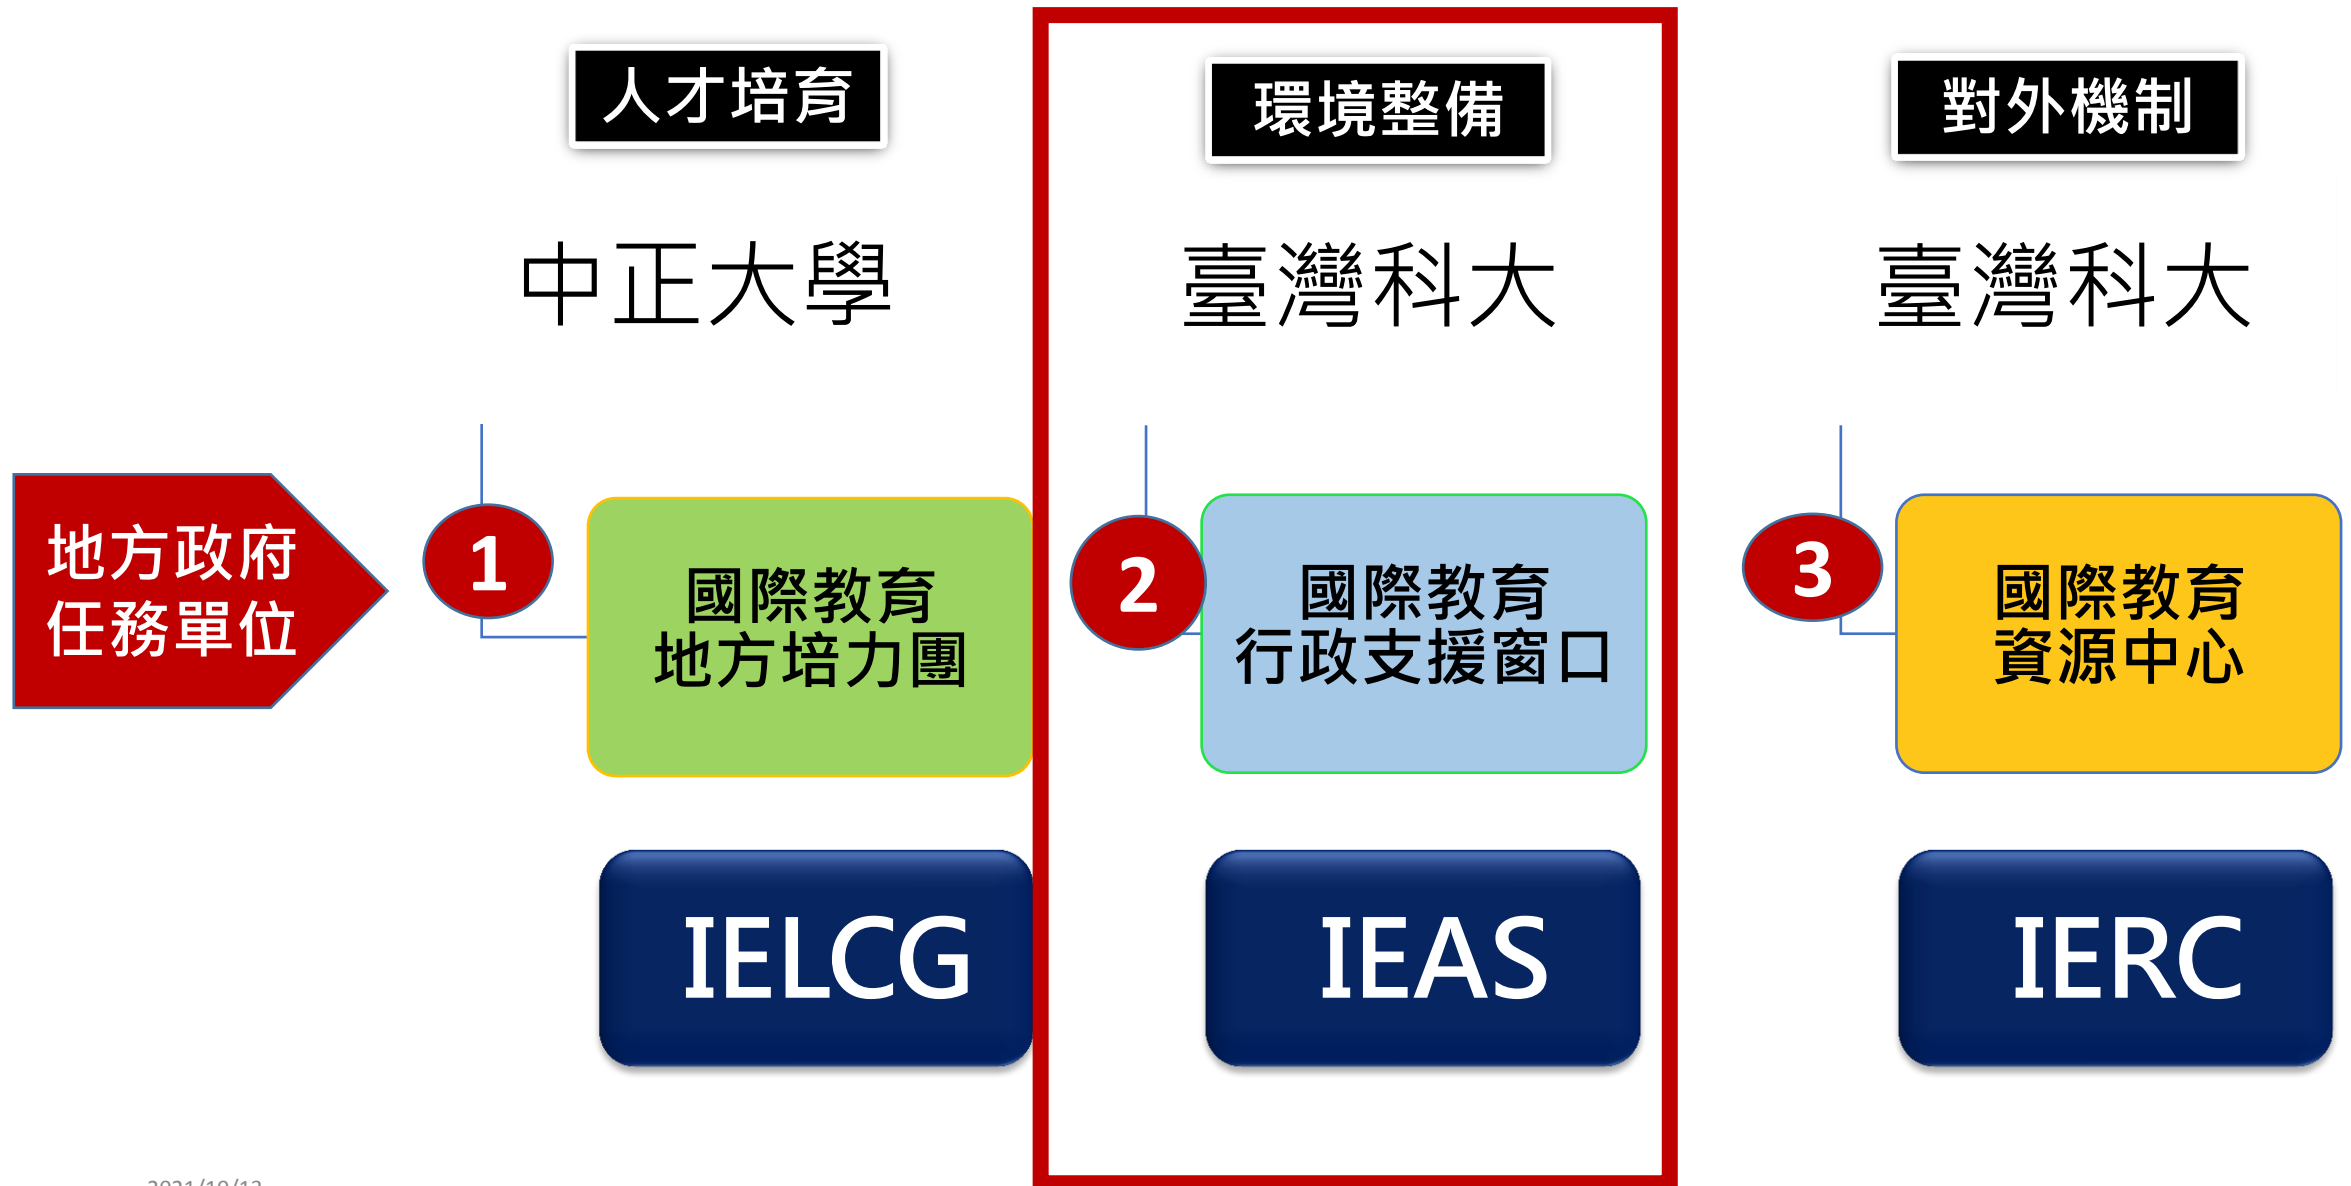 人才培育
環境整備
對外機制
中正大學
臺灣科大
臺灣科大
地方政府
任務單位
1
國際教育
地方培力團
2
國際教育
行政支援窗口
3
國際教育
資源中心
IELCG
IEAS
IERC